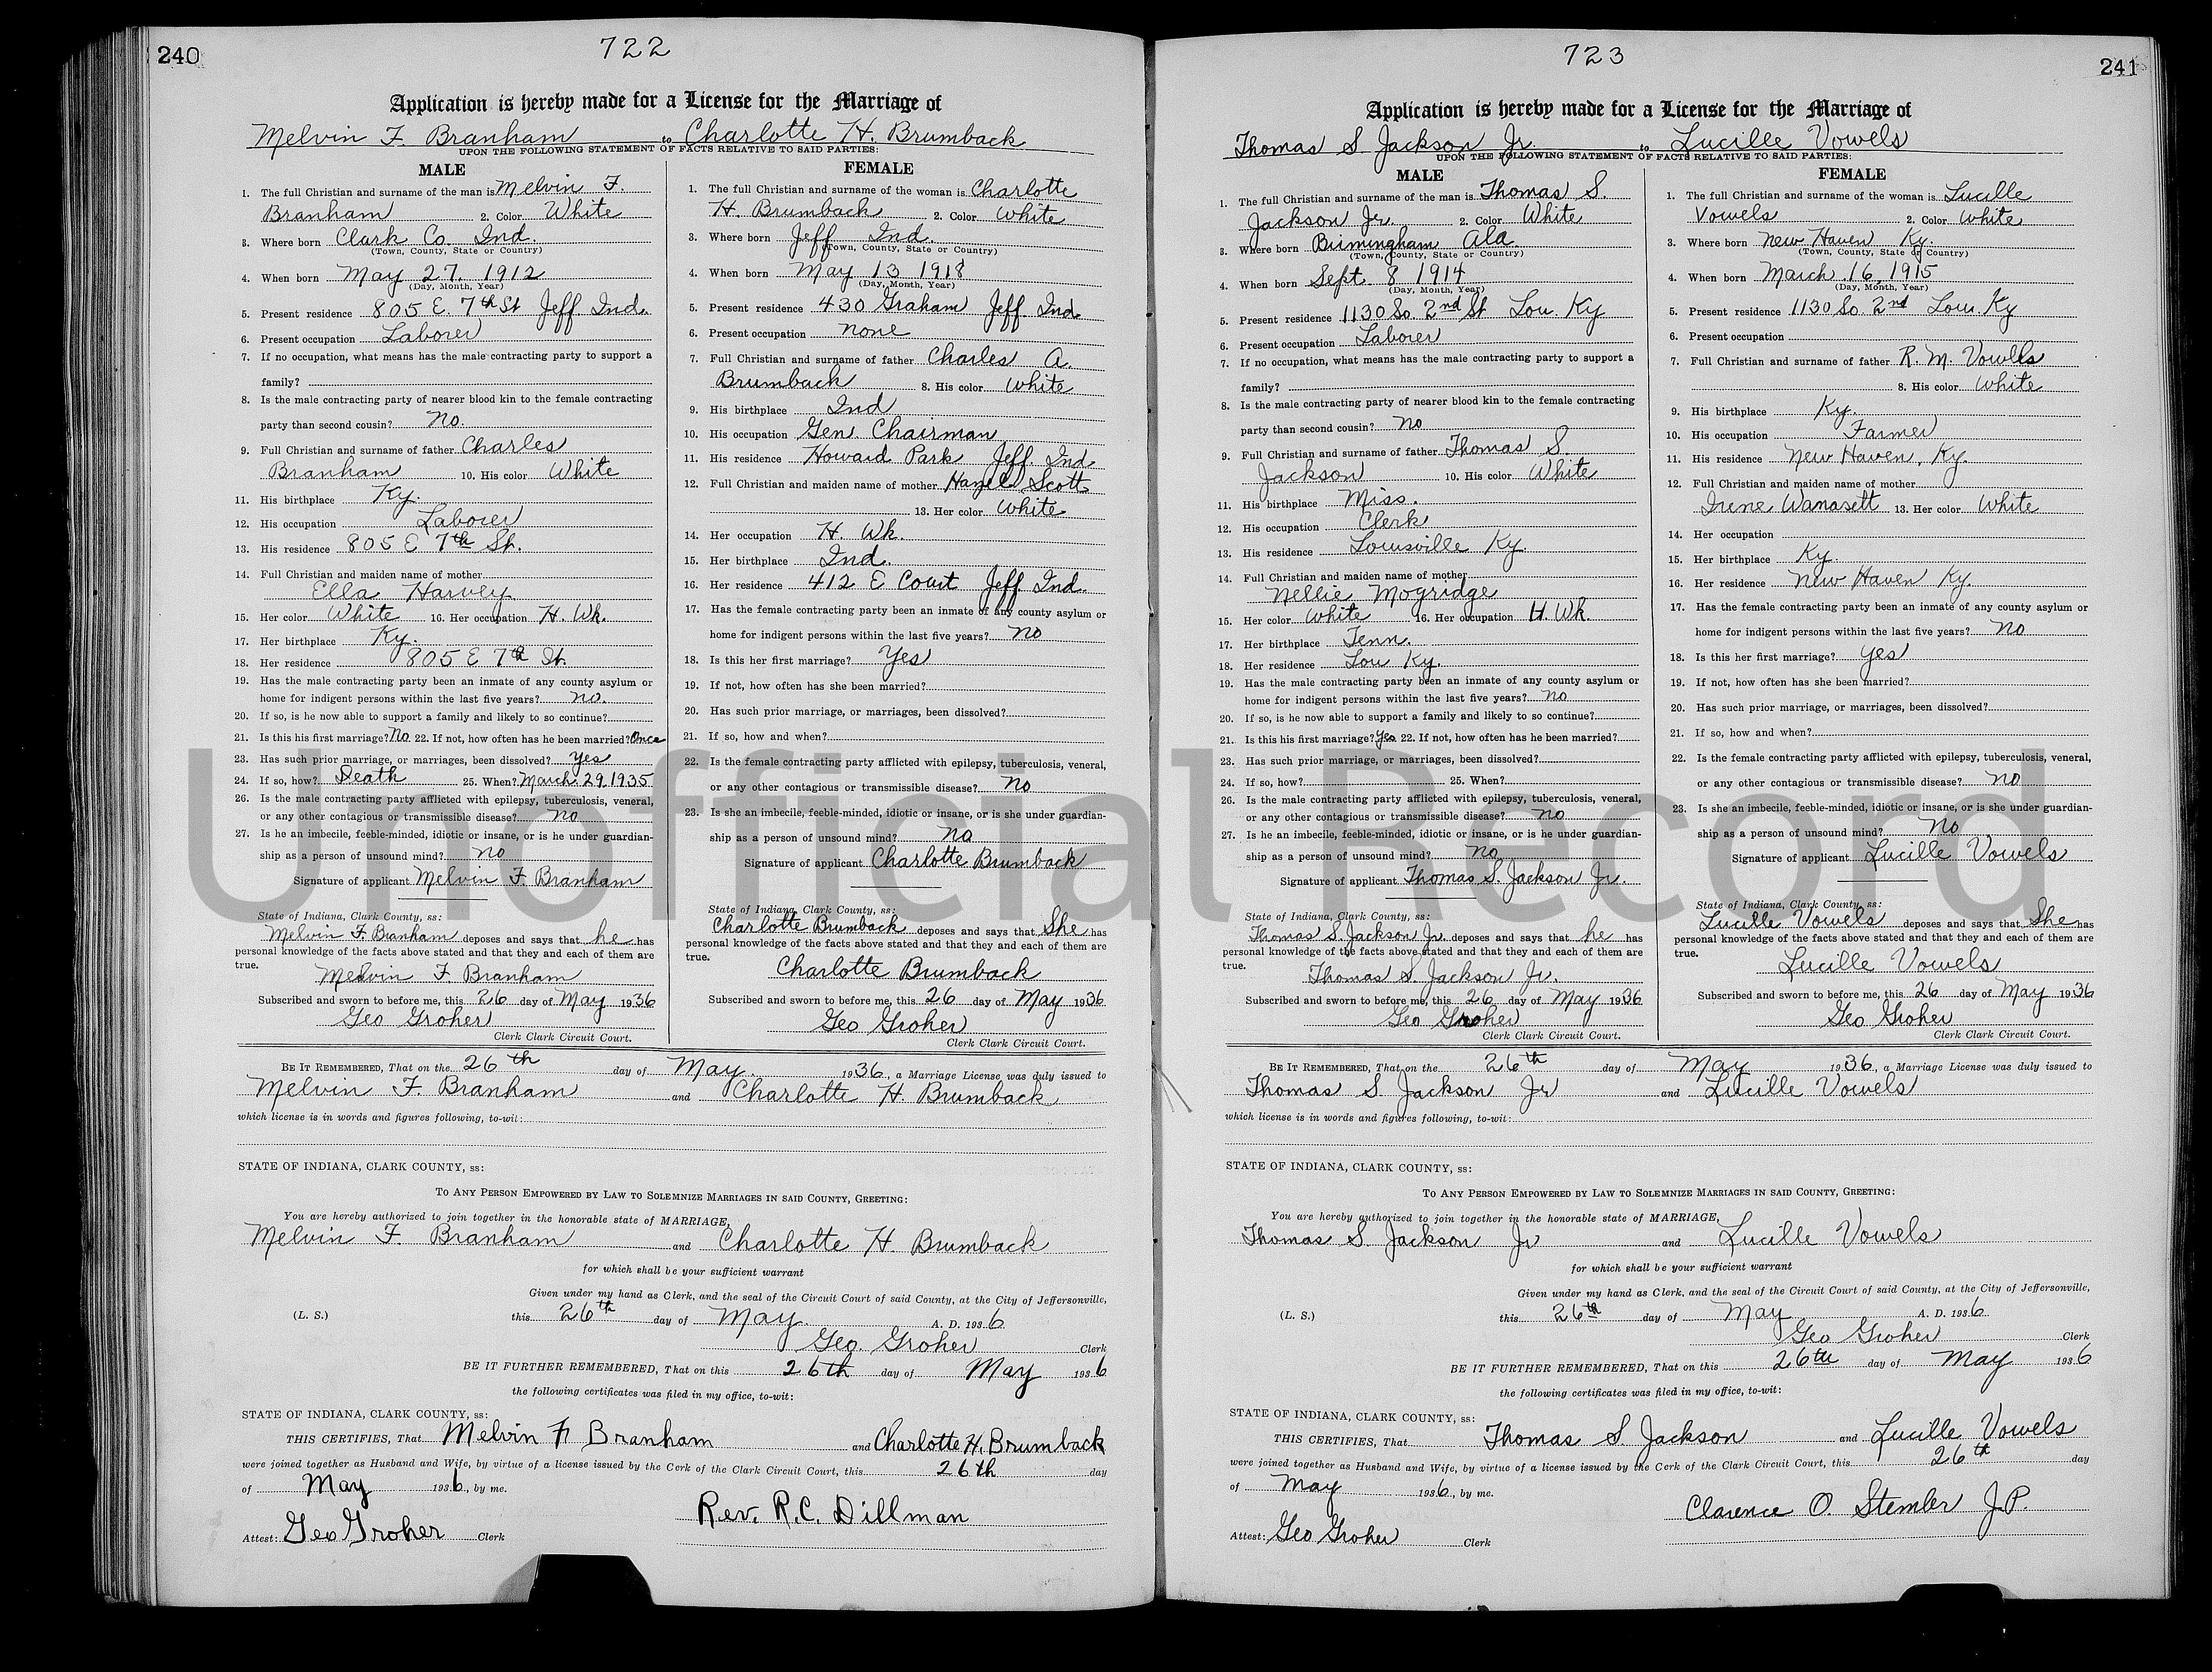 240
722
Application is hereby made for a License for the Marriage of
Melvin F. Branham to Charlotte H. Brumback
UPON THE FOLLOWING STATEMENT OF FACTS RELATIVE TO SAID PARTIES:
MALE
1. The full Christian and surname of the man is Melvin F.
Branham 2. Color White
3. Where born Clark Co. Ind.
(Town, County, State or Country)
4. When born May 27. 1912
(Day, Month, Year)
5. Present residence 805 E. 7th St Jeff. Ind.
6. Present occupation Laborer
7. If no occupation, what means has the male contracting party to support a
family?
8. Is the male contracting party of nearer blood kin to the female contracting
party than second cousin? No.
9. Full Christian and surname of father Charles
Branham 10. His color White
11. His birthplace Ky.
12. His occupation Laborer
13. His residence 805 E 7th St.
14. Full Christian and maiden name of mother
Ella Harvey
15. Her color White 16. Her occupation H. Wk.
17. Her birthplace Ky.
18. Her residence 805 E 7th St.
19. Has the male contracting party been an inmate of any county asylum or
home for indigent persons within the last five years? no.
20. If so, is he now able to support a family and likely to so continue?
21. Is this his first marriage? No 22. If not, how often has he been married? Once
23. Has such prior marriage, or marriages, been dissolved? Yes
24. If so, how? Death 25. When? March 29, 1935
26. Is the male contracting party afflicted with epilepsy, tuberculosis, veneral,
or any other contagious or transmissible disease? no
27. Is he an imbecile, feeble-minded, idiotic or insane, or is he under guardian-
ship as a person of unsound mind? no
Signature of applicant Melvin F. Branham
State of Indiana, Clark County, ss:
Melvin F. Branham deposes and says that he has
personal knowledge of the facts above stated and that they and each of them are
true.
Melvin F. Branham
Subscribed and sworn to before me, this 26 day of May 1936
Geo Groher
Clerk Clark Circuit Court.
FEMALE
1. The full Christian and surname of the woman is Charlotte
H. Brumback 2. Color White
3. Where born Jeff Ind.
(Town, County, State or Country)
4. When born May 13 1918
(Day, Month, Year)
5. Present residence 430 Graham Jeff. Ind
6. Present occupation none
7. Full Christian and surname of father Charles A.
Brumback 8. His color White
9. His birthplace Ind
10. His occupation Gen. Chairman
11. His residence Howard Park Jeff. Ind
12. Full Christian and maiden name of mother Hazel Scott
13. Her color White
14. Her occupation H. Wk.
15. Her birthplace Ind.
16. Her residence 412 E Court Jeff Ind.
17. Has the female contracting party been an inmate of any county asylum or
home for indigent persons within the last five years? no
18. Is this her first marriage? Yes
19. If not, how often has she been married?
20. Has such prior marriage, or marriages, been dissolved?
21. If so, how and when?
22. Is the female contracting party afflicted with epilepsy, tuberculosis, veneral,
or any other contagious or transmissible disease? no
23. Is she an imbecile, feeble-minded, idiotic or insane, or is she under guardian-
ship as a person of unsound mind? no
Signature of applicant Charlotte Brumback
State of Indiana, Clark County, ss:
Charlotte Brumback deposes and says that She has
personal knowledge of the facts above stated and that they and each of them are
true.
Charlotte Brumback
Subscribed and sworn to before me, this 26 day of May 1936
Geo Groher
Clerk Clark Circuit Court.
BE IT REMEMBERED, That on the 26th day of May 1936, a Marriage License was duly issued to
Melvin F. Branham and Charlotte H. Brumback
which license is in words and figures following, to-wit:
STATE OF INDIANA, CLARK COUNTY, ss:
TO ANY PERSON EMPOWERED BY LAW TO SOLEMNIZE MARRIAGES IN SAID COUNTY, GREETING:
You are hereby authorized to join together in the honorable state of MARRIAGE,
Melvin F. Branham and Charlotte H Brumback
for which shall be your sufficient warrant
Given under my hand as Clerk, and the seal of the Circuit Court of said County, at the City of Jeffersonville,
(L. S.) this 26th day of May A. D. 1936
Geo. Groher Clerk
BE IT FURTHER REMEMBERED, That on this 26th day of May 1936
the following certificates was filed in my office, to-wit:
STATE OF INDIANA, CLARK COUNTY, ss:
THIS CERTIFIES, That Melvin F Branham and Charlotte H. Brumback
were joined together as Husband and Wife, by virtue of a license issued by the Cerk of the Clark Circuit Court, this 26th day
of May 1936, by me.
Rev. R.C. Dillman
Attest: Geo Groher Clerk
241
723
Application is hereby made for a License for the Marriage of
Thomas S. Jackson Jr. to Lucille Vowels
UPON THE FOLLOWING STATEMENT OF FACTS RELATIVE TO SAID PARTIES:
MALE
1. The full Christian and surname of the man is Thomas S.
Jackson Jr. 2. Color White
3. Where born Birmingham Ala.
(Town, County, State or Country)
4. When born Sept 8 1914
(Day, Month, Year)
5. Present residence 1130 So. 2nd St Lou. Ky
6. Present occupation Laborer
7. If no occupation, what means has the male contracting party to support a
family?
8. Is the male contracting party of nearer blood kin to the female contracting
party than second cousin? no
9. Full Christian and surname of father Thomas S.
Jackson 10. His color White
11. His birthplace Miss.
12. His occupation Clerk
13. His residence Louisville Ky.
14. Full Christian and maiden name of mother
Nellie Mogridge
15. Her color White 16. Her occupation H. Wk.
17. Her birthplace Tenn.
18. Her residence Lou Ky.
19. Has the male contracting party been an inmate of any county asylum or
home for indigent persons within the last five years? no
20. If so, is he now able to support a family and likely to so continue?
21. Is this his first marriage? Yes 22. If not, how often has he been married?
23. Has such prior marriage, or marriages, been dissolved?
24. If so, how? 25. When?
26. Is the male contracting party afflicted with epilepsy, tuberculosis, veneral,
or any other contagious or transmissible disease? no
27. Is he an imbecile, feeble-minded, idiotic or insane, or is he under guardian-
ship as a person of unsound mind? no
Signature of applicant Thomas S. Jackson Jr.
State of Indiana, Clark County, ss:
Thomas S. Jackson Jr. deposes and says that he has
personal knowledge of the facts above stated and that they and each of them are
true.
Thomas S. Jackson Jr.
Subscribed and sworn to before me, this 26 day of May 1936
Geo Groher
Clerk Clark Circuit Court.
FEMALE
1. The full Christian and surname of the woman is Lucille
Vowels 2. Color White
3. Where born New Haven Ky.
(Town, County, State or Country)
4. When born March 16, 1915
(Day, Month, Year)
5. Present residence 1130 So. 2nd Lou. Ky
6. Present occupation
7. Full Christian and surname of father R. M. Vowells
8. His color White
9. His birthplace Ky.
10. His occupation Farmer
11. His residence New Haven, Ky.
12. Full Christian and maiden name of mother
Irene Wanasett 13. Her color White
14. Her occupation
15. Her birthplace Ky.
16. Her residence New Haven Ky.
17. Has the female contracting party been an inmate of any county asylum or
home for indigent persons within the last five years? no
18. Is this her first marriage? yes
19. If not, how often has she been married?
20. Has such prior marriage, or marriages, been dissolved?
21. If so, how and when?
22. Is the female contracting party afflicted with epilepsy, tuberculosis, veneral,
or any other contagious or transmissible disease? no
23. Is she an imbecile, feeble-minded, idiotic or insane, or is she under guardian-
ship as a person of unsound mind? no
Signature of applicant Lucille Vowels
State of Indiana, Clark County, ss:
Lucille Vowels deposes and says that She has
personal knowledge of the facts above stated and that they and each of them are
true.
Lucille Vowels
Subscribed and sworn to before me, this 26 day of May 1936
Geo Groher
Clerk Clark Circuit Court.
BE IT REMEMBERED, That on the 26th day of May 1936, a Marriage License was duly issued to
Thomas S. Jackson Jr and Lucille Vowels
which license is in words and figures following, to-wit:
STATE OF INDIANA, CLARK COUNTY, ss:
TO ANY PERSON EMPOWERED BY LAW TO SOLEMNIZE MARRIAGES IN SAID COUNTY, GREETING:
You are hereby authorized to join together in the honorable state of MARRIAGE,
Thomas S. Jackson Jr and Lucille Vowels
for which shall be your sufficient warrant
Given under my hand as Clerk, and the seal of the Circuit Court of said County, at the City of Jeffersonville,
(L. S.) this 26th day of May A. D. 1936
Geo Groher Clerk
BE IT FURTHER REMEMBERED, That on this 26th day of May 1936
the following certificates was filed in my office, to-wit:
STATE OF INDIANA, CLARK COUNTY, ss:
THIS CERTIFIES, That Thomas S Jackson and Lucille Vowels
were joined together as Husband and Wife, by virtue of a license issued by the Cerk of the Clark Circuit Court, this 26th day
of May 1936, by me.
Clarence O. Stemler J.P.
Attest: Geo Groher Clerk
Unofficial Record